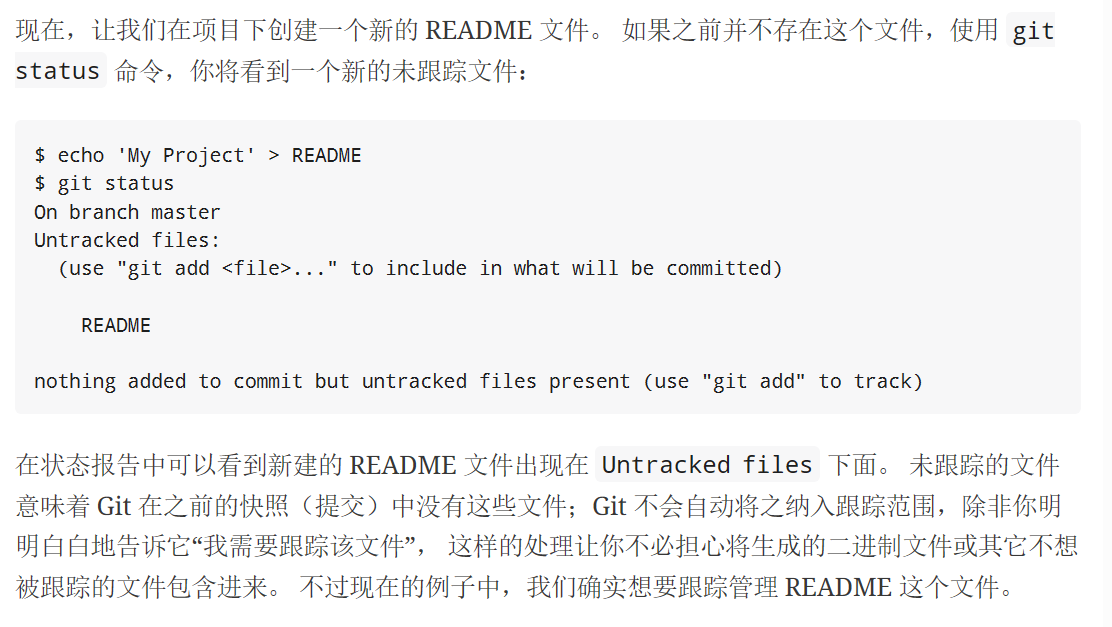 现在，让我们在项目下创建一个新的 README 文件。 如果之前并不存在这个文件，使用 git
status 命令，你将看到一个新的未跟踪文件：
$ echo 'My Project' > README
$ git status
On branch master
Untracked files:
  (use "git add <file>..." to include in what will be committed)
    README
nothing added to commit but untracked files present (use "git add" to track)
在状态报告中可以看到新建的 README 文件出现在 Untracked files 下面。 未跟踪的文件
意味着 Git 在之前的快照（提交）中没有这些文件；Git 不会自动将之纳入跟踪范围，除非你明
明白白地告诉它“我需要跟踪该文件”， 这样的处理让你不必担心将生成的二进制文件或其它不想
被跟踪的文件包含进来。 不过现在的例子中，我们确实想要跟踪管理 README 这个文件。